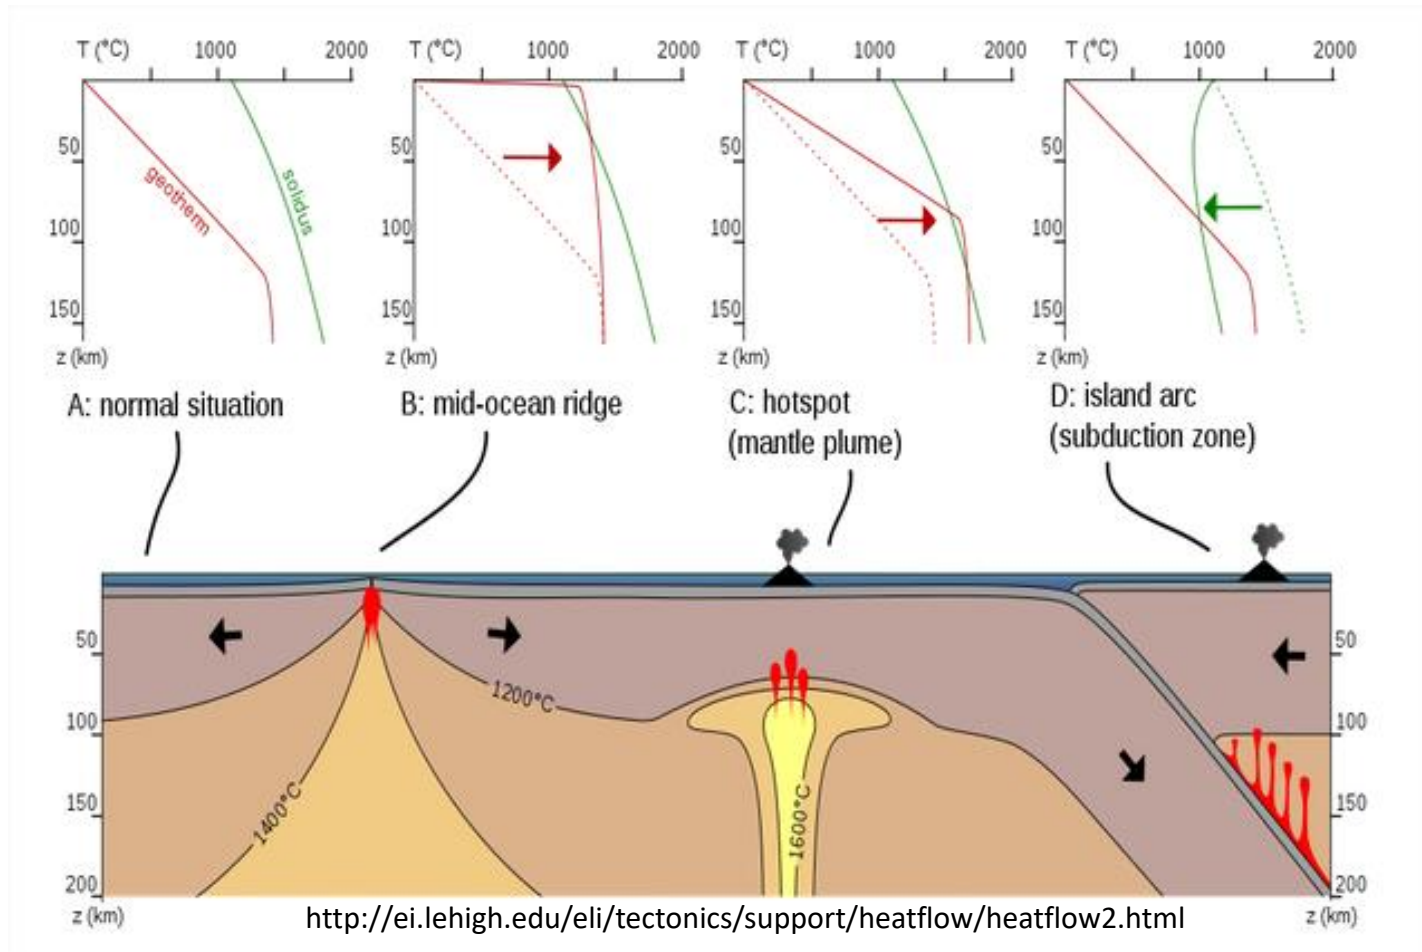 T (°C) 1000 2000
50
100
150
z (km)
geotherm
solidus
T (°C) 1000 2000
50
100
150
z (km)
T (°C) 1000 2000
50
100
150
z (km)
T (°C) 1000 2000
50
100
150
z (km)
A: normal situation
B: mid-ocean ridge
C: hotspot
(mantle plume)
D: island arc
(subduction zone)
50
100
150
200
z (km)
1200°C
1400°C
1600°C
50
100
150
200
z (km)
http://ei.lehigh.edu/eli/tectonics/support/heatflow/heatflow2.html